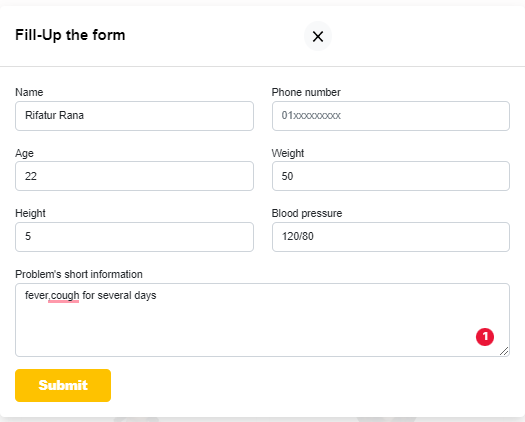 Fill-Up the form
Name Phone number
Rifatur Rana 01xxxxxxxxx
Age Weight
22 50
Height Blood pressure
5 120/80
Problem's short information
fever,cough for several days
1
Submit